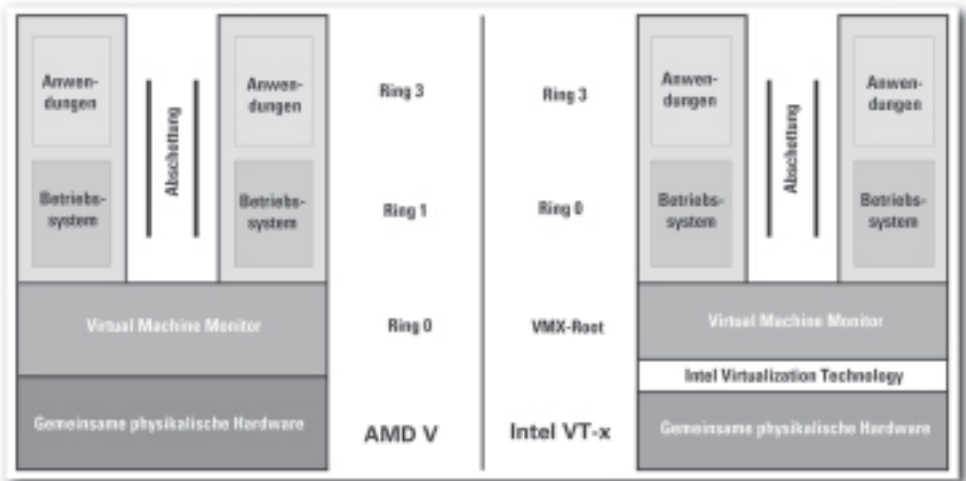 Anwen-
dungen
Anwen-
dungen
Abschottung
Betriebs-
system
Betriebs-
system
Virtual Machine Monitor
Gemeinsame physikalische Hardware
Ring 3
Ring 1
Ring 0
AMD V
Ring 3
Ring 0
VMX-Root
Intel VT-x
Anwen-
dungen
Anwen-
dungen
Abschottung
Betriebs-
system
Betriebs-
system
Virtual Machine Monitor
Intel Virtualization Technology
Gemeinsame physikalische Hardware